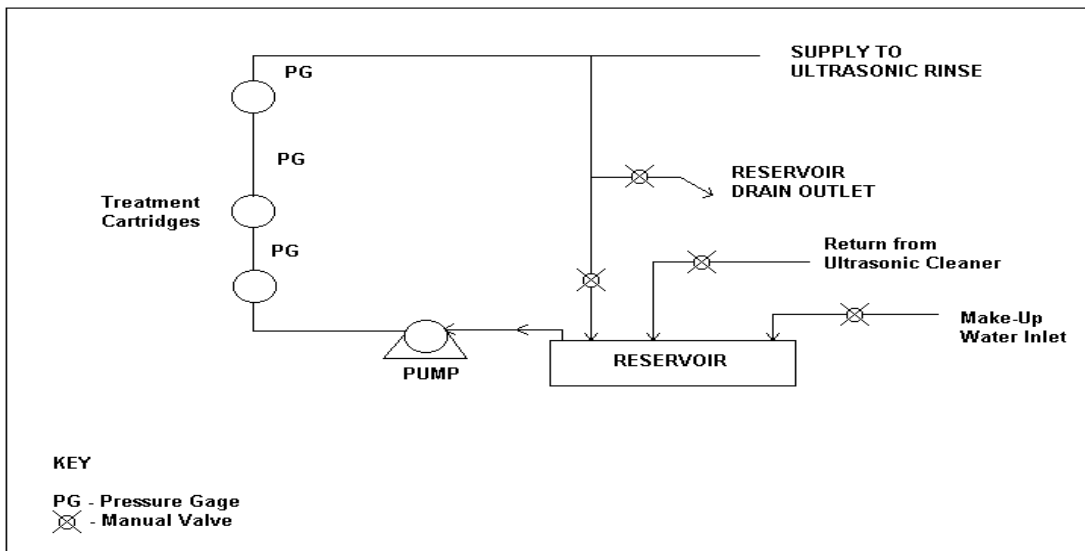 PG
SUPPLY TO
ULTRASONIC RINSE
PG
RESERVOIR
DRAIN OUTLET
Treatment
Cartridges
PG
Return from
Ultrasonic Cleaner
Make-Up
Water Inlet
RESERVOIR
PUMP
KEY
PG - Pressure Gage
- Manual Valve